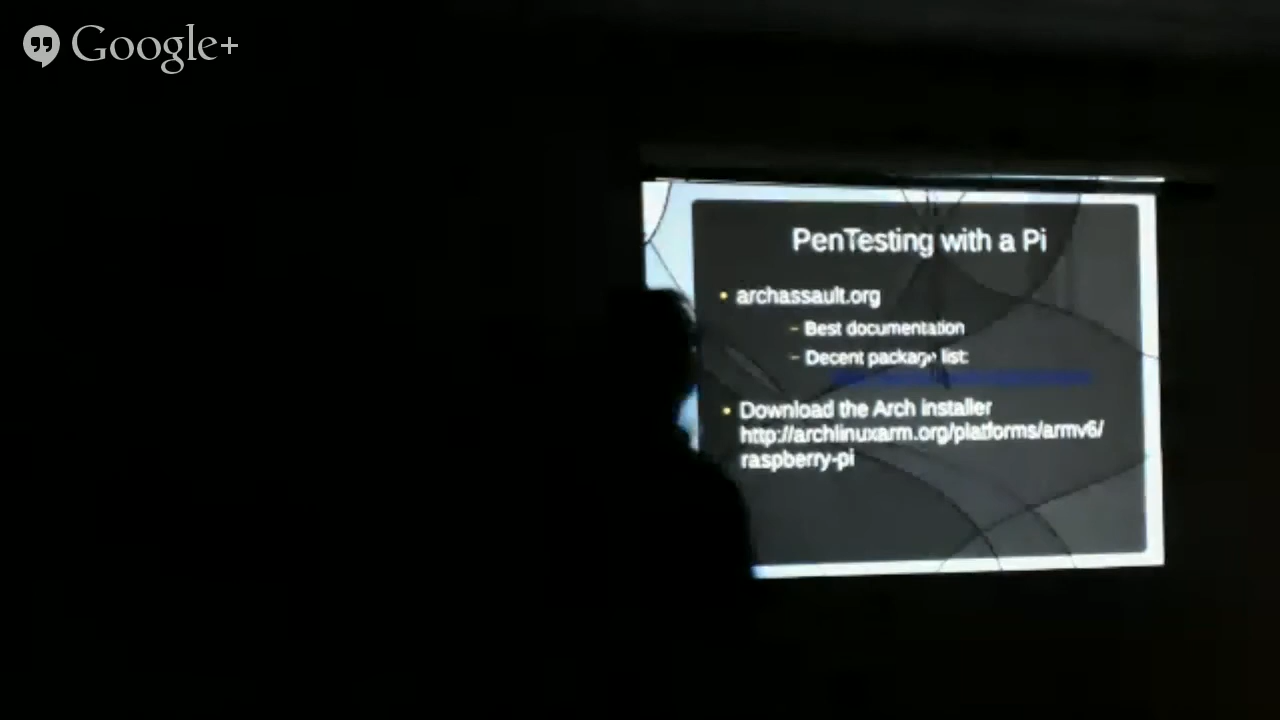 Google+
PenTesting with a Pi
• archassault.org
– Best documentation
– Decent package list:
• Download the Arch installer
http://archlinuxarm.org/platforms/armv6/
raspberry-pi